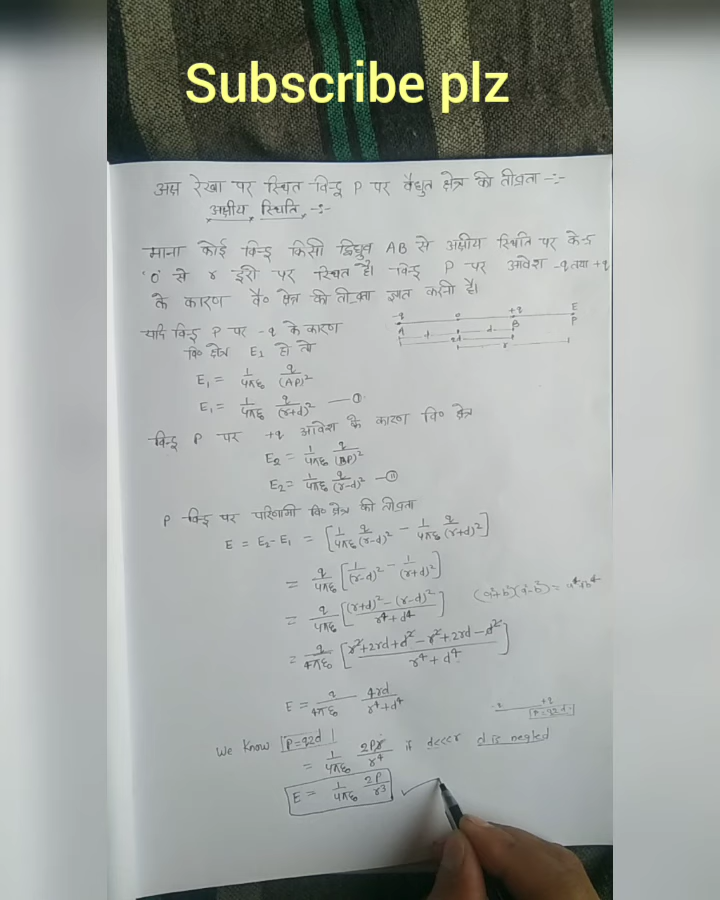 Subscribe plz
अक्ष रेखा पर स्थित बिन्दु P पर वैद्युत क्षेत्र की तीव्रता -:-
अक्षीय स्थिति -:-
माना कोई बिन्दु किसी द्विध्रुव AB से अक्षीय स्थिति पर केन्द्र
'O' से r दूरी पर स्थित है। बिन्दु P पर आवेश -q तथा +q
के कारण वै० क्षेत्र की तीव्रता ज्ञात करनी है।
-q o +q E
A B P
d d
2d
r
यदि बिन्दु P पर -q के कारण
वि० क्षेत्र E1 हो तो
E1 = 1/4πε0 q/(AP)²
E1 = 1/4πε0 q/(r+d)² — ①
बिन्दु P पर +q आवेश के कारण वि० क्षेत्र
E2 = 1/4πε0 q/(BP)²
E2 = 1/4πε0 q/(r-d)² — ⑪
P बिन्दु पर परिणामी वि० क्षेत्र की तीव्रता
E = E2-E1 = [1/4πε0 q/(r-d)² - 1/4πε0 q/(r+d)²]
= q/4πε0 [1/(r-d)² - 1/(r+d)²]
= q/4πε0 [(r+d)² - (r-d)² / r⁴+d⁴]
= q/4πε0 [r²+2rd+d²-r²+2rd-d² / r⁴+d⁴]
E = q/4πε0 4rd/r⁴+d⁴
-q +q
P=q2d
We Know P=q2d
= 1/4πε0 2Pr/r⁴ if d<<<r d is negled
E = 1/4πε0 2P/r³